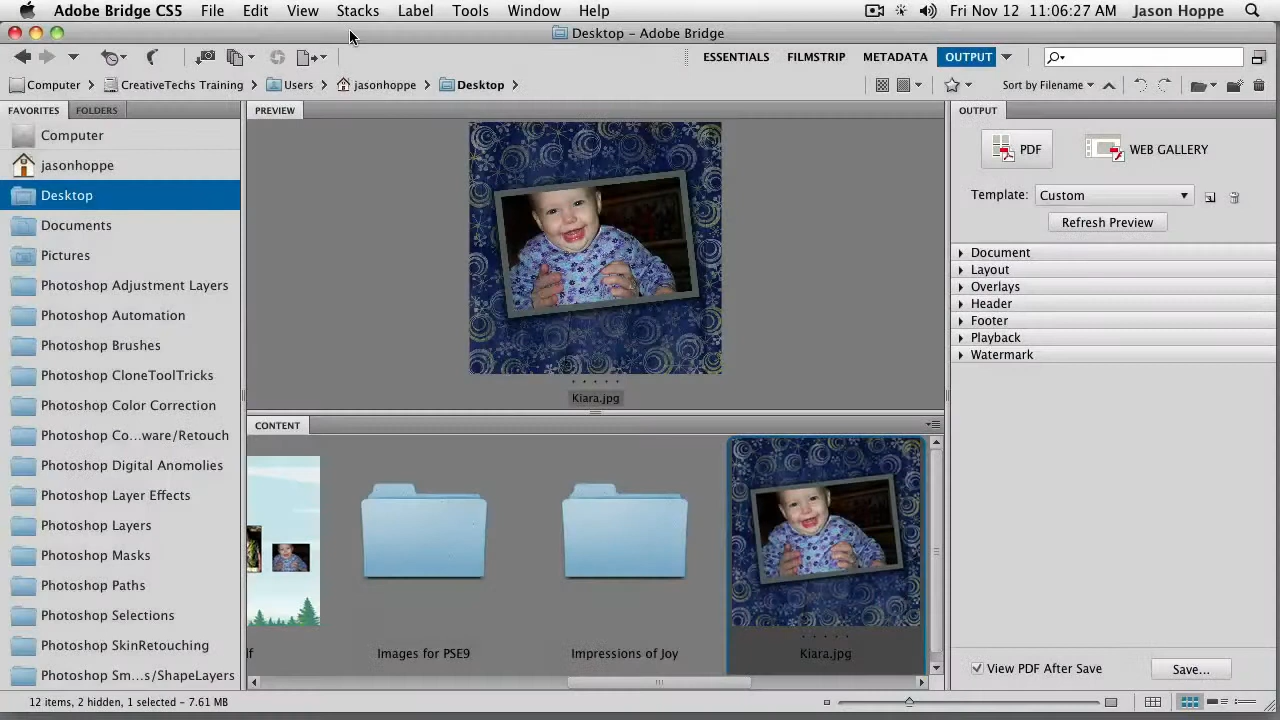 Adobe Bridge CS5 File Edit View Stacks Label Tools Window Help Fri Nov 12 11:06:27 AM Jason Hoppe
Desktop – Adobe Bridge
ESSENTIALS FILMSTRIP METADATA OUTPUT
Computer CreativeTechs Training Users jasonhoppe Desktop Sort by Filename
FAVORITES FOLDERS PREVIEW OUTPUT
Computer
jasonhoppe
Desktop
Documents
Pictures
Photoshop Adjustment Layers
Photoshop Automation
Photoshop Brushes
Photoshop CloneToolTricks
Photoshop Color Correction
Photoshop Co...ware/Retouch
Photoshop Digital Anomolies
Photoshop Layer Effects
Photoshop Layers
Photoshop Masks
Photoshop Paths
Photoshop Selections
Photoshop SkinRetouching
Photoshop Sm...s/ShapeLayers
Kiara.jpg
CONTENT
lf Images for PSE9 Impressions of Joy Kiara.jpg
PDF WEB GALLERY
Template: Custom
Refresh Preview
Document
Layout
Overlays
Header
Footer
Playback
Watermark
View PDF After Save Save...
12 items, 2 hidden, 1 selected – 7.61 MB